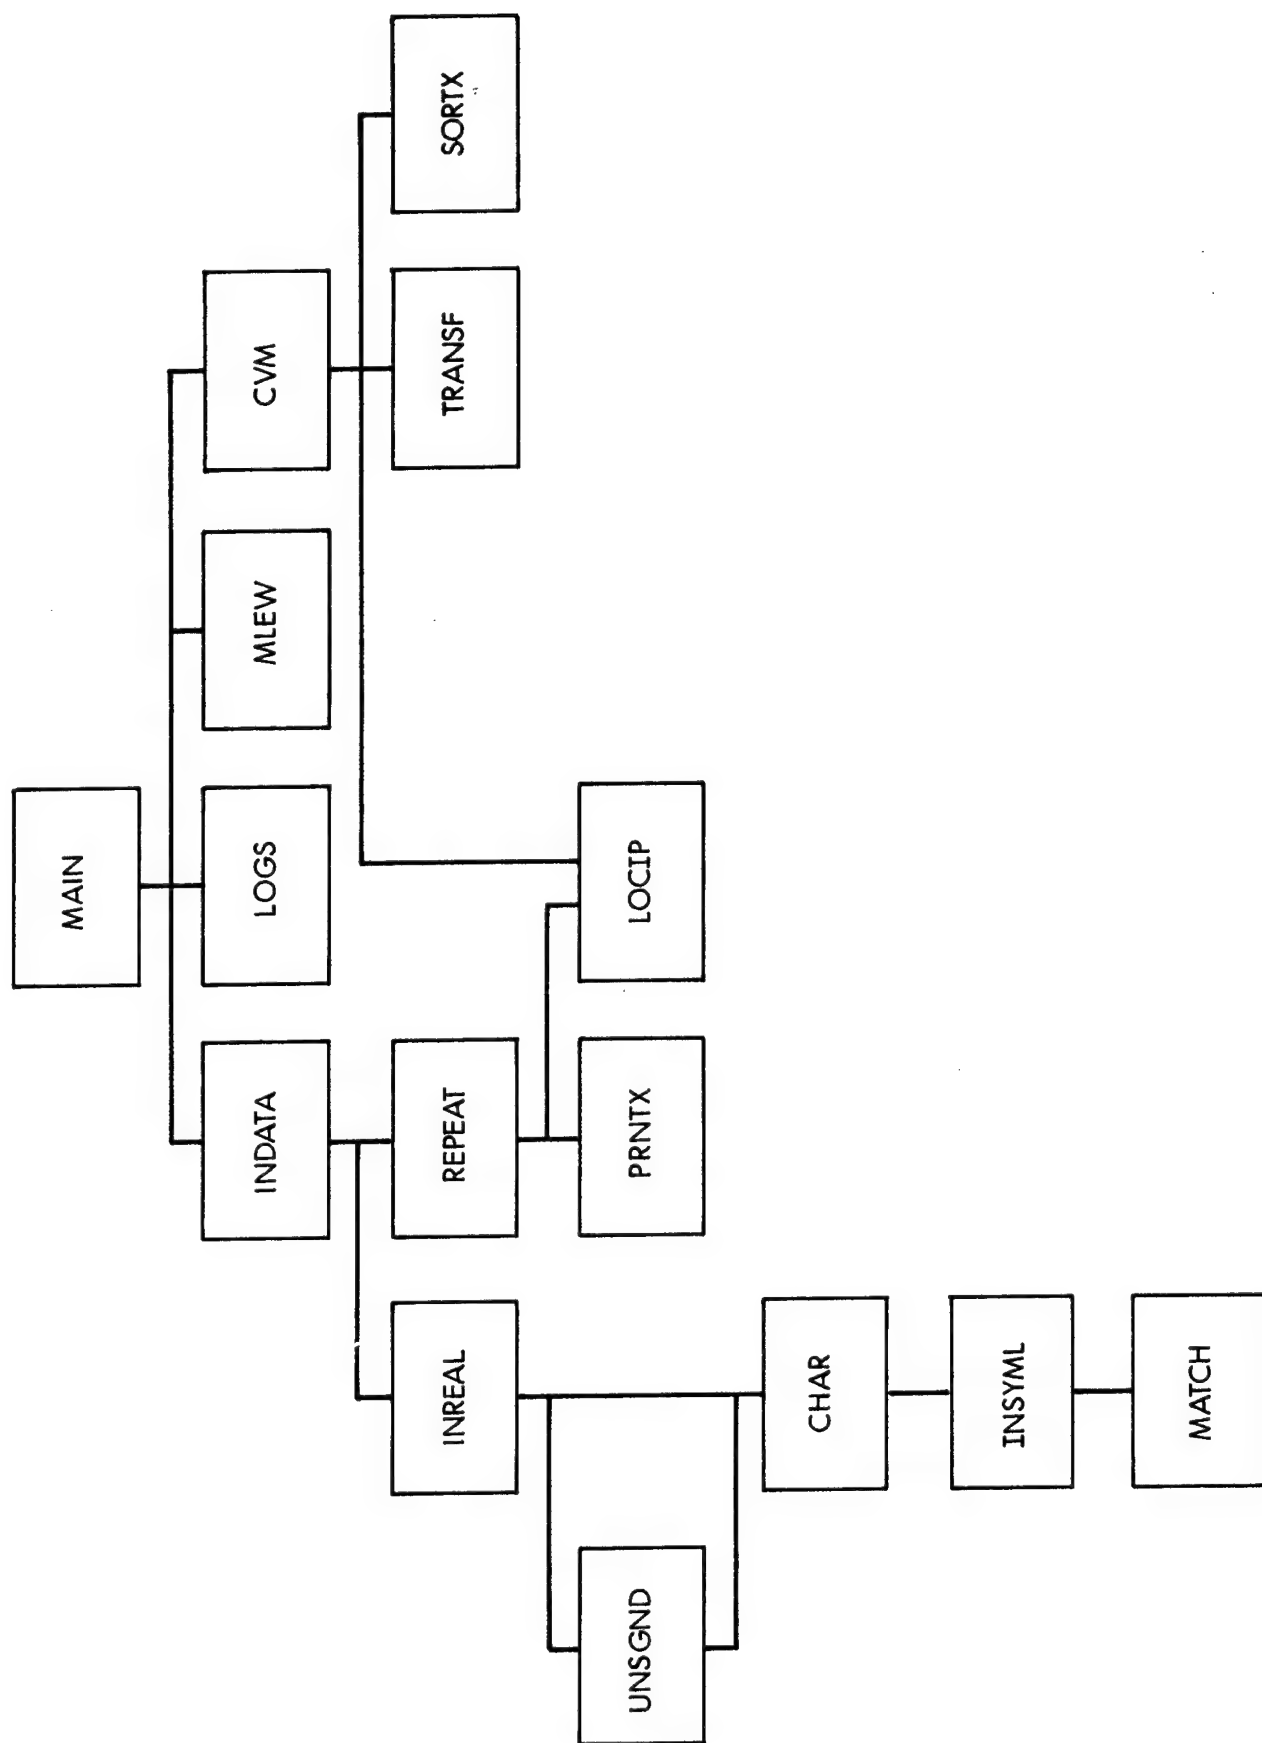 MAIN
INDATA
LOGS
MLEW
CVM
INREAL
REPEAT
TRANSF
SORTX
UNSGND
PRNTX
LOCIP
CHAR
INSYML
MATCH